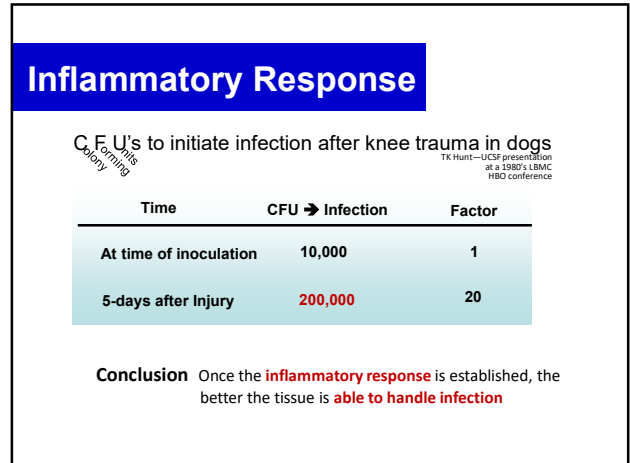 Inflammatory Response
C F U's to initiate infection after knee trauma in dogs
Colony Forming Units
TK Hunt—UCSF presentation
at a 1980's LBMC
HBO conference
Time CFU ➔ Infection Factor
At time of inoculation 10,000 1
5-days after Injury 200,000 20
Conclusion Once the inflammatory response is established, the
better the tissue is able to handle infection